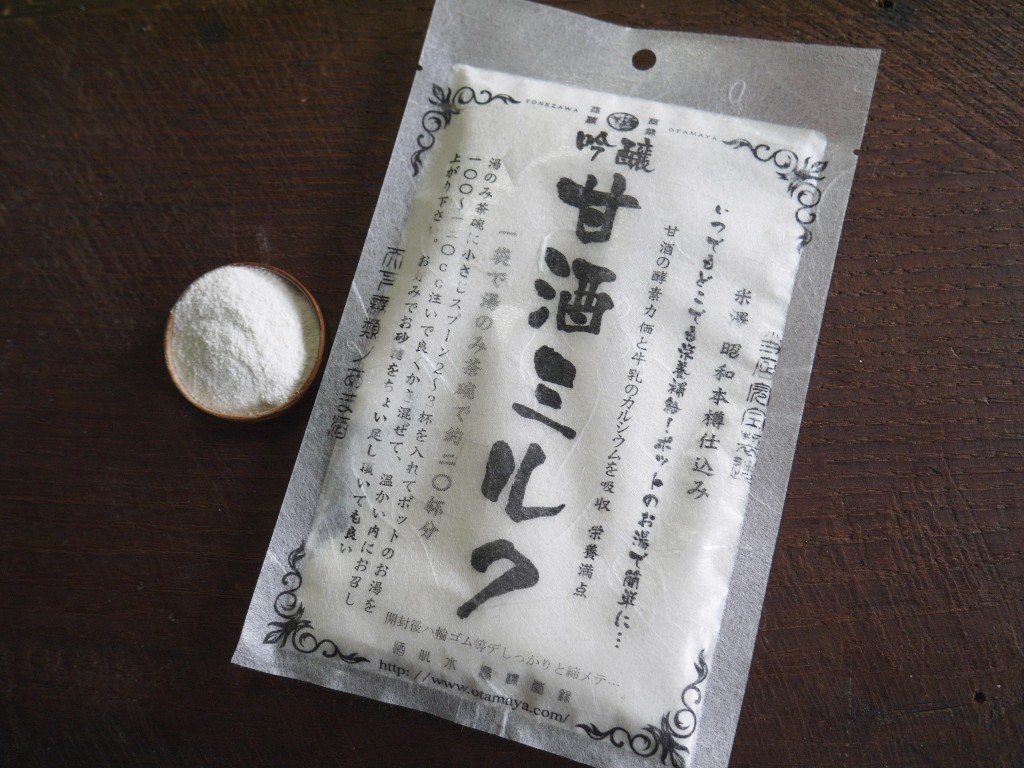 YONEZAWA
OTAMAYA
吟醸
甘酒ミルク
いつでもどこでも栄養補給!ポットのお湯で簡単に…
甘酒の酵素力価と牛乳のカルシウムを吸収 栄養満点
米澤 昭和本樽仕込み
一袋で湯のみ茶碗で約二〇杯分
湯のみ茶碗に小さじスプーン2~3杯を入れてポットのお湯を
一〇〇~一二〇cc注いで良くかき混ぜて、温かい内にお召し
上がり下さい。お好みでお砂糖をちょい足し頂いても良い
開封後ハ輪ゴム等デしっかりと締メテ…
http://www.otamaya.com/